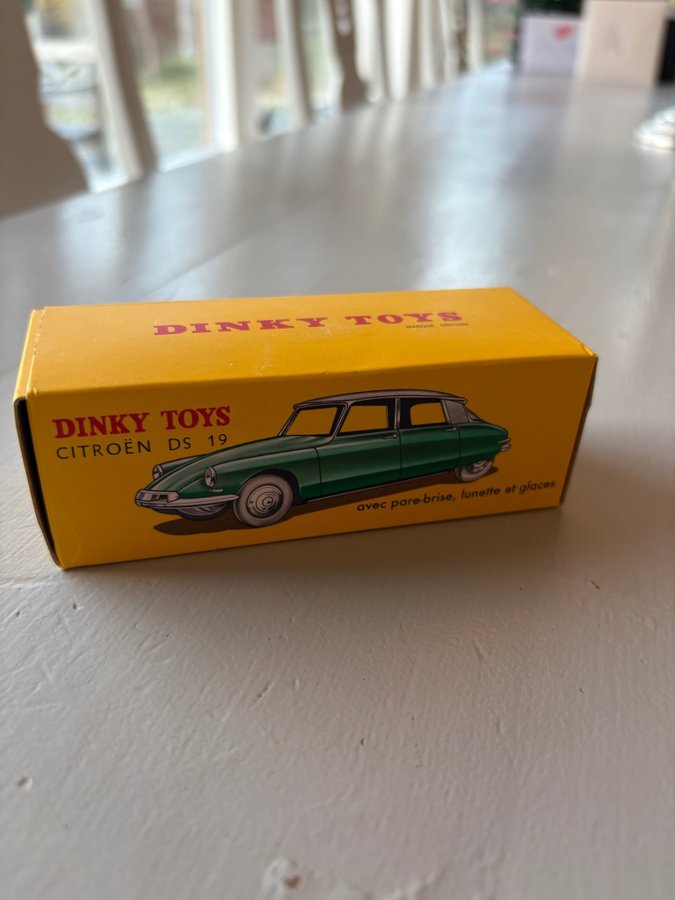 DINKY TOYS
MARQUE DÉPOSÉE
DINKY TOYS
CITROËN DS 19
avec pare-brise, lunette et glaces